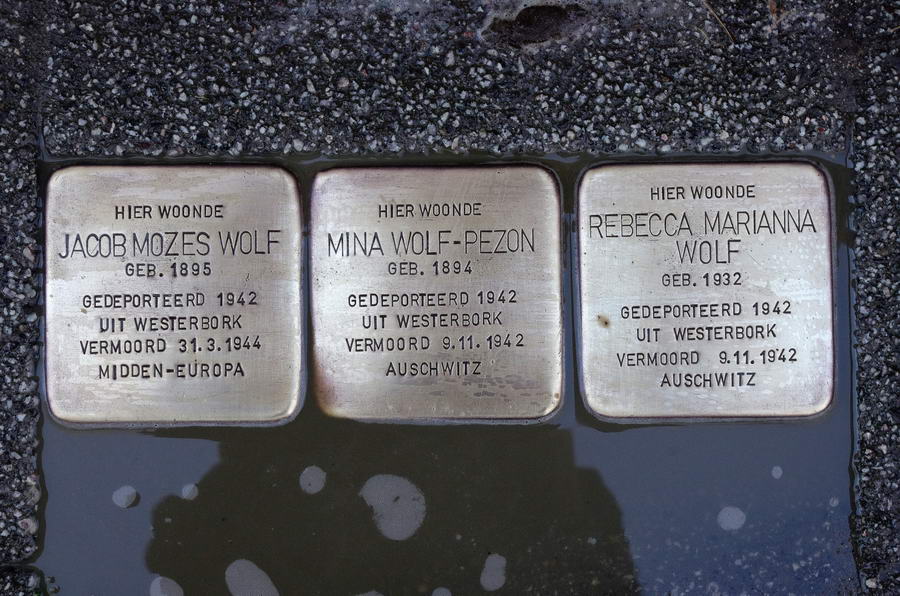 HIER WOONDE
JACOB MOZES WOLF
GEB. 1895
GEDEPORTEERD 1942
UIT WESTERBORK
VERMOORD 31.3.1944
MIDDEN-EUROPA
HIER WOONDE
MINA WOLF-PEZON
GEB. 1894
GEDEPORTEERD 1942
UIT WESTERBORK
VERMOORD 9.11.1942
AUSCHWITZ
HIER WOONDE
REBECCA MARIANNA
WOLF
GEB. 1932
GEDEPORTEERD 1942
UIT WESTERBORK
VERMOORD 9.11.1942
AUSCHWITZ